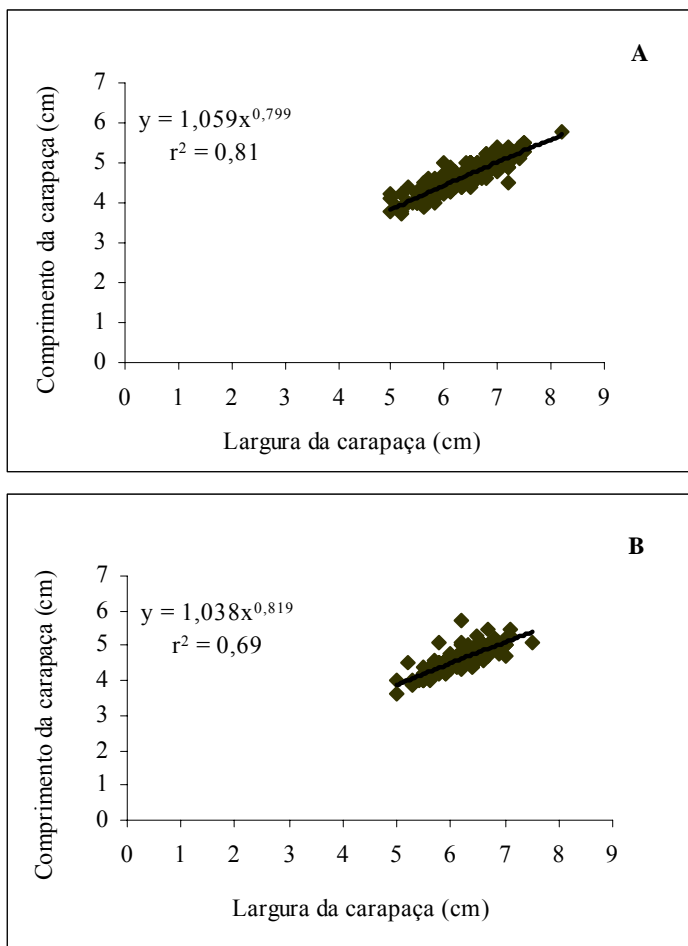 A
Comprimento da carapaça (cm)
7
6
5
4
3
2
1
0
y = 1,059x^0,799
r² = 0,81
0 1 2 3 4 5 6 7 8 9
Largura da carapaça (cm)
B
Comprimento da carapaça (cm)
7
6
5
4
3
2
1
0
y = 1,038x^0,819
r² = 0,69
0 1 2 3 4 5 6 7 8 9
Largura da carapaça (cm)